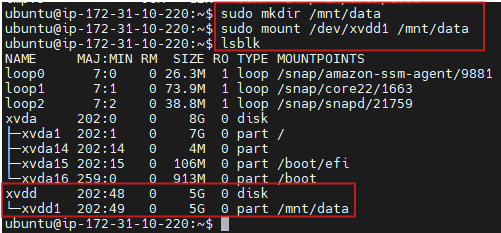 ubuntu@ip-172-31-10-220:~$ sudo mkdir /mnt/data
ubuntu@ip-172-31-10-220:~$ sudo mount /dev/xvdd1 /mnt/data
ubuntu@ip-172-31-10-220:~$ lsblk
NAME MAJ:MIN RM SIZE RO TYPE MOUNTPOINTS
loop0 7:0 0 26.3M 1 loop /snap/amazon-ssm-agent/9881
loop1 7:1 0 73.9M 1 loop /snap/core22/1663
loop2 7:2 0 38.8M 1 loop /snap/snapd/21759
xvda 202:0 0 8G 0 disk
├─xvda1 202:1 0 7G 0 part /
├─xvda14 202:14 0 4M 0 part
├─xvda15 202:15 0 106M 0 part /boot/efi
└─xvda16 259:0 0 913M 0 part /boot
xvdd 202:48 0 5G 0 disk
└─xvdd1 202:49 0 5G 0 part /mnt/data
ubuntu@ip-172-31-10-220:~$